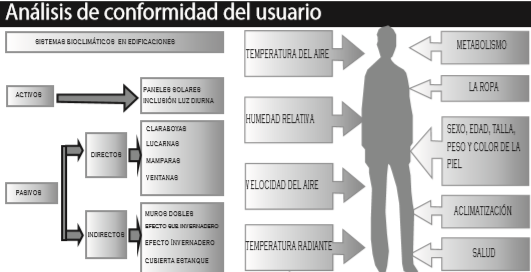 Análisis de conformidad del usuario
SISTEMAS BIOCLIMÁTICOS EN EDIFICACIONES
ACTIVOS
PANELES SOLARES
INCLUSIÓN LUZ DIURNA
PASIVOS
DIRECTOS
CLARABOYAS
LUCARNAS
MAMPARAS
VENTANAS
INDIRECTOS
MUROS DOBLES
EFECTO QUE INVERNADERO
EFECTO INVERNADERO
CUBIERTA ESTANQUE
TEMPERATURA DEL AIRE
HUMEDAD RELATIVA
VELOCIDAD DEL AIRE
TEMPERATURA RADIANTE
METABOLISMO
LA ROPA
SEXO, EDAD, TALLA,
PESO Y COLOR DE LA
PIEL
ACLIMATIZACIÓN
SALUD